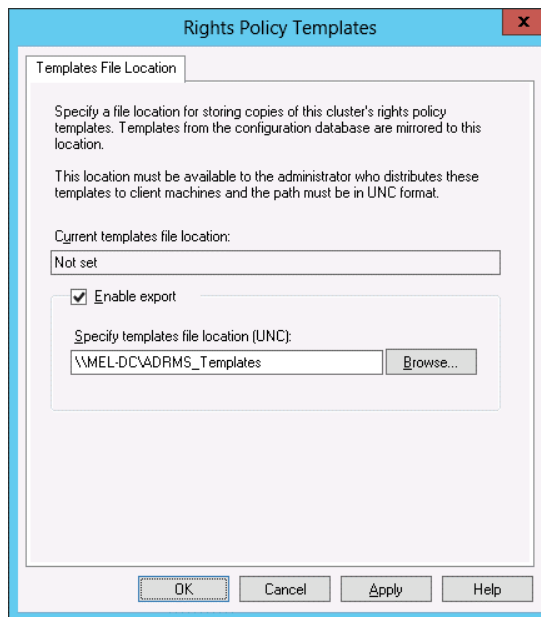 Rights Policy Templates
x
Templates File Location
Specify a file location for storing copies of this cluster's rights policy
templates. Templates from the configuration database are mirrored to this
location.
This location must be available to the administrator who distributes these
templates to client machines and the path must be in UNC format.
Current templates file location:
Not set
Enable export
Specify templates file location (UNC):
\\MEL-DC\ADRMS_Templates
Browse...
OK
Cancel
Apply
Help